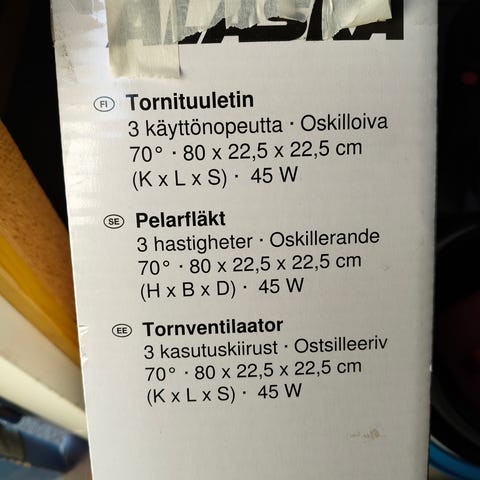 ALASKA
FI Tornituuletin
3 käyttönopeutta · Oskilloiva
70° · 80 x 22,5 x 22,5 cm
(K x L x S) · 45 W
SE Pelarfläkt
3 hastigheter · Oskillerande
70° · 80 x 22,5 x 22,5 cm
(H x B x D) · 45 W
EE Tornventilaator
3 kasutuskiirust · Ostsilleeriv
70° · 80 x 22,5 x 22,5 cm
(K x L x S) · 45 W